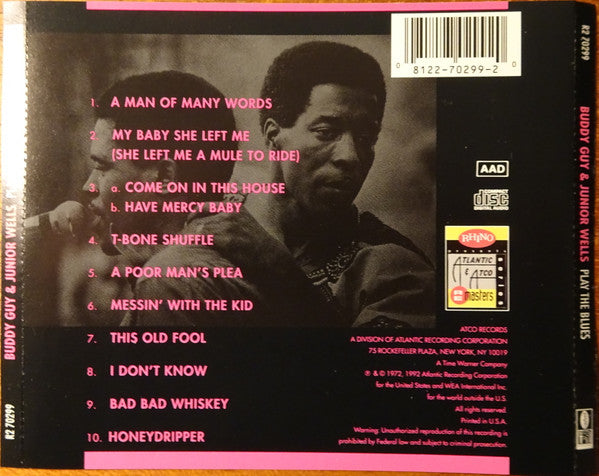 R2 70299
BUDDY GUY & JUNIOR WELLS
8122-70299-2
0
1. A MAN OF MANY WORDS
2. MY BABY SHE LEFT ME
(SHE LEFT ME A MULE TO RIDE)
3. a. COME ON IN THIS HOUSE
b. HAVE MERCY BABY
4. T-BONE SHUFFLE
5. A POOR MAN'S PLEA
6. MESSIN' WITH THE KID
7. THIS OLD FOOL
8. I DON'T KNOW
9. BAD BAD WHISKEY
10. HONEYDRIPPER
AAD
COMPACT
disc
DIGITAL AUDIO
RHINO
ATLANTIC
& ATCO
masters
ATCO RECORDS
A DIVISION OF ATLANTIC RECORDING CORPORATION
75 ROCKEFELLER PLAZA, NEW YORK, NY 10019
A Time Warner Company
℗ & © 1972, 1992 Atlantic Recording Corporation
for the United States and WEA International Inc.
for the world outside the U.S.
All rights reserved.
Printed in U.S.A.
Warning: Unauthorized reproduction of this recording is
prohibited by Federal law and subject to criminal prosecution.
R2 70299
BUDDY GUY & JUNIOR WELLS PLAY THE BLUES